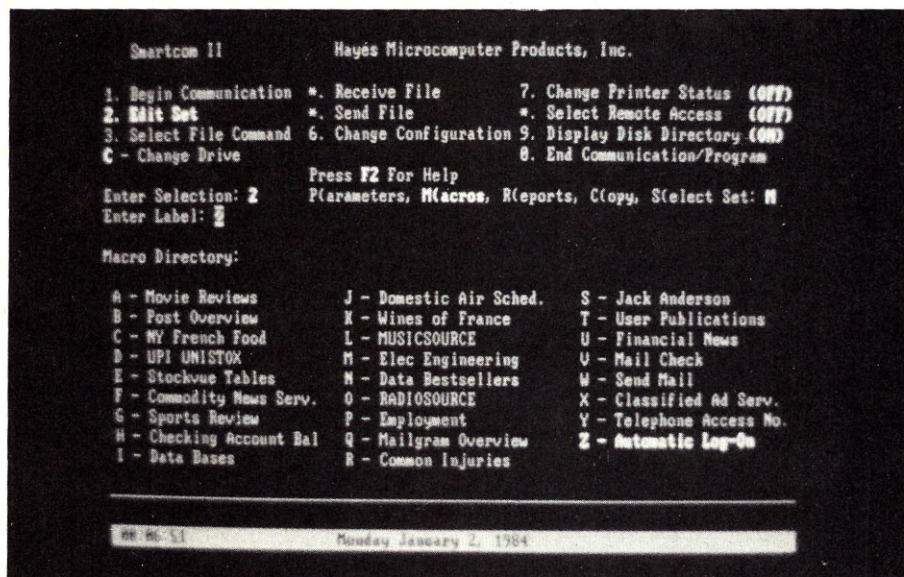 Smartcom II Hayes Microcomputer Products, Inc.
1. Begin Communication *. Receive File 7. Change Printer Status (OFF)
2. Edit Set *. Send File *. Select Remote Access (OFF)
3. Select File Command 6. Change Configuration 9. Display Disk Directory (ON)
C - Change Drive 0. End Communication/Program
Press F2 For Help
Enter Selection: 2 P(arameters, M(acros, R(eports, C(opy, S(elect Set: M
Enter Label: Z
Macro Directory:
A - Movie Reviews J - Domestic Air Sched. S - Jack Anderson
B - Post Overview K - Wines of France T - User Publications
C - NY French Food L - MUSICSOURCE U - Financial News
D - UPI UNISTOX M - Elec Engineering V - Mail Check
E - Stockvue Tables N - Data Bestsellers W - Send Mail
F - Commodity News Serv. O - RADIOSOURCE X - Classified Ad Serv.
G - Sports Review P - Employment Y - Telephone Access No.
H - Checking Account Bal Q - Mailgram Overview Z - Automatic Log-On
I - Data Bases R - Common Injuries
Monday January 2, 1984